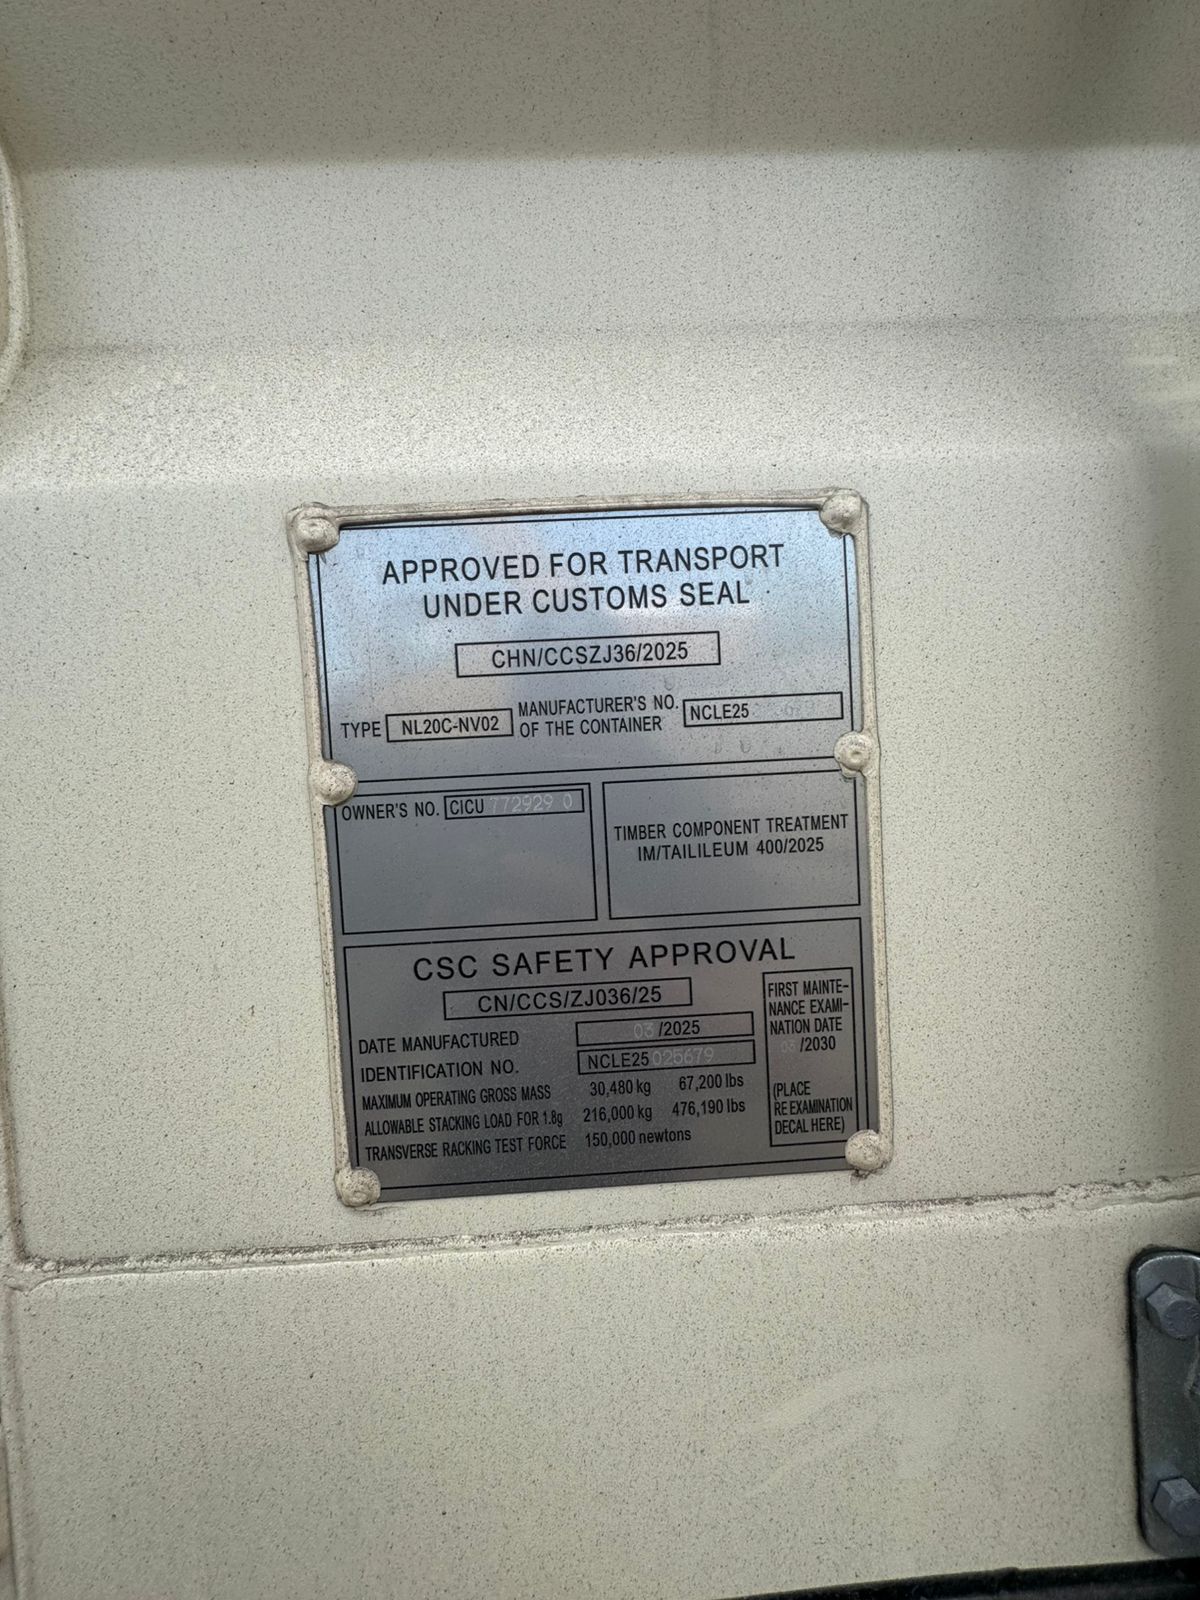 APPROVED FOR TRANSPORT
UNDER CUSTOMS SEAL
CHN/CCSZJ36/2025
TYPE NL20C-NV02 MANUFACTURER'S NO. OF THE CONTAINER NCLE25
OWNER'S NO. CICU 772929 0
TIMBER COMPONENT TREATMENT
IM/TAILILEUM 400/2025
CSC SAFETY APPROVAL
CN/CCS/ZJ036/25
DATE MANUFACTURED 03/2025
IDENTIFICATION NO. NCLE25 025679
MAXIMUM OPERATING GROSS MASS 30,480 kg 67,200 lbs
ALLOWABLE STACKING LOAD FOR 1.8g 216,000 kg 476,190 lbs
TRANSVERSE RACKING TEST FORCE 150,000 newtons
FIRST MAINTE-
NANCE EXAMI-
NATION DATE
/2030
(PLACE
RE EXAMINATION
DECAL HERE)